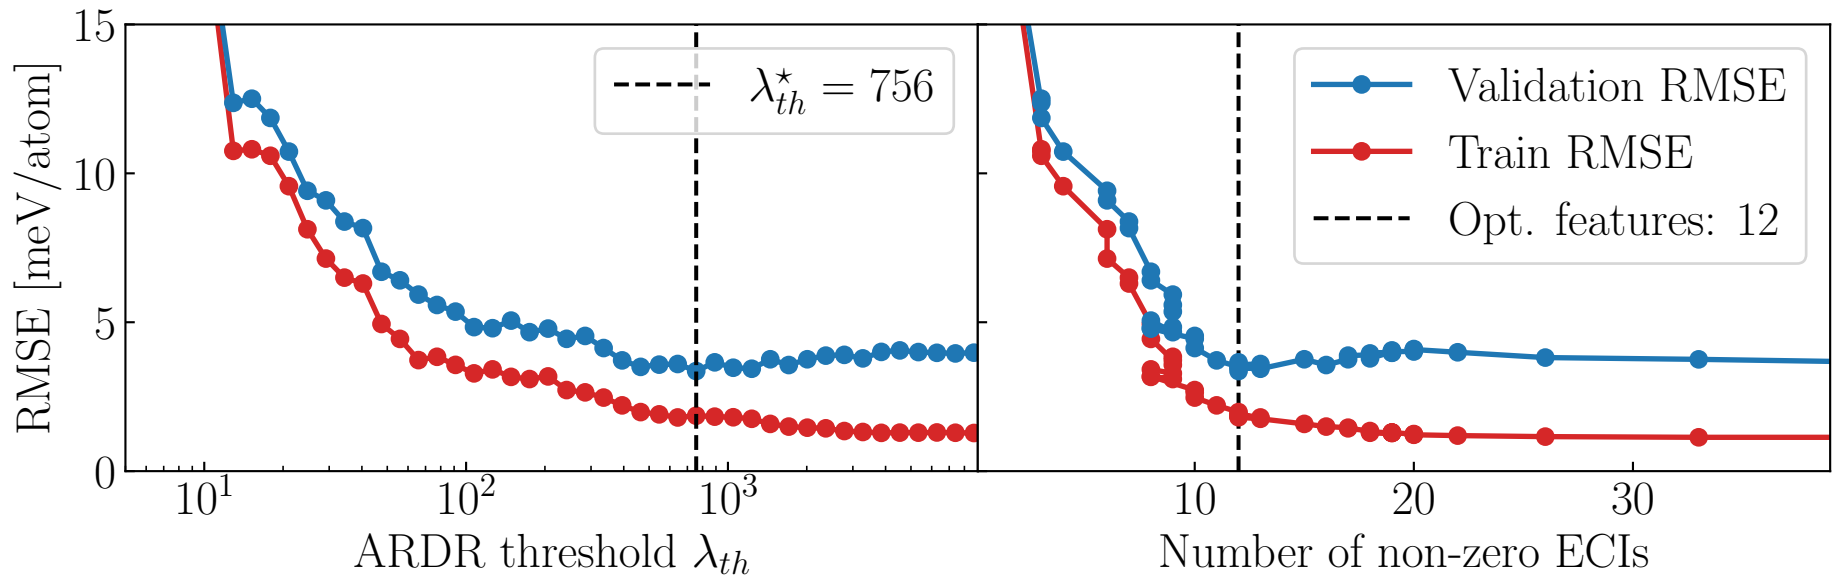 RMSE [meV/atom]
15
10
5
0
λ*ₜₕ = 756
10¹
10²
10³
ARDR threshold λₜₕ
Validation RMSE
Train RMSE
Opt. features: 12
10
20
30
Number of non-zero ECIs